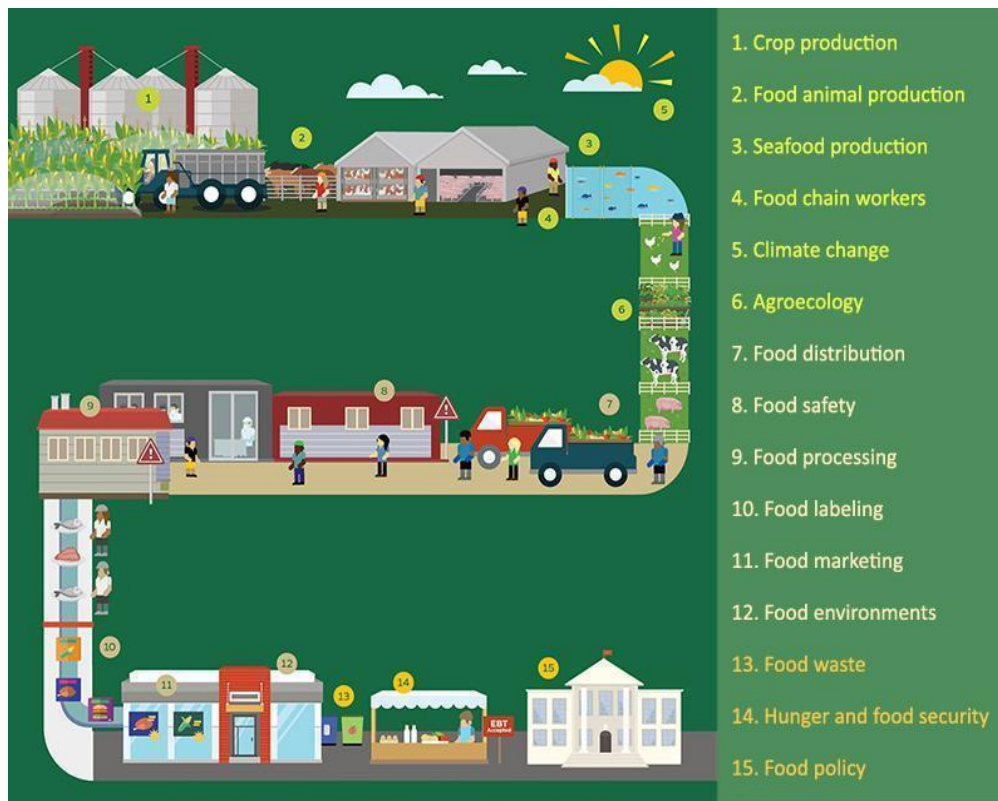 1. Crop production
2. Food animal production
3. Seafood production
4. Food chain workers
5. Climate change
6. Agroecology
7. Food distribution
8. Food safety
9. Food processing
10. Food labeling
11. Food marketing
12. Food environments
13. Food waste
14. Hunger and food security
15. Food policy
1
2
3
5
4
6
7
8
9
10
11
12
13
14
15
EBT
Accepted